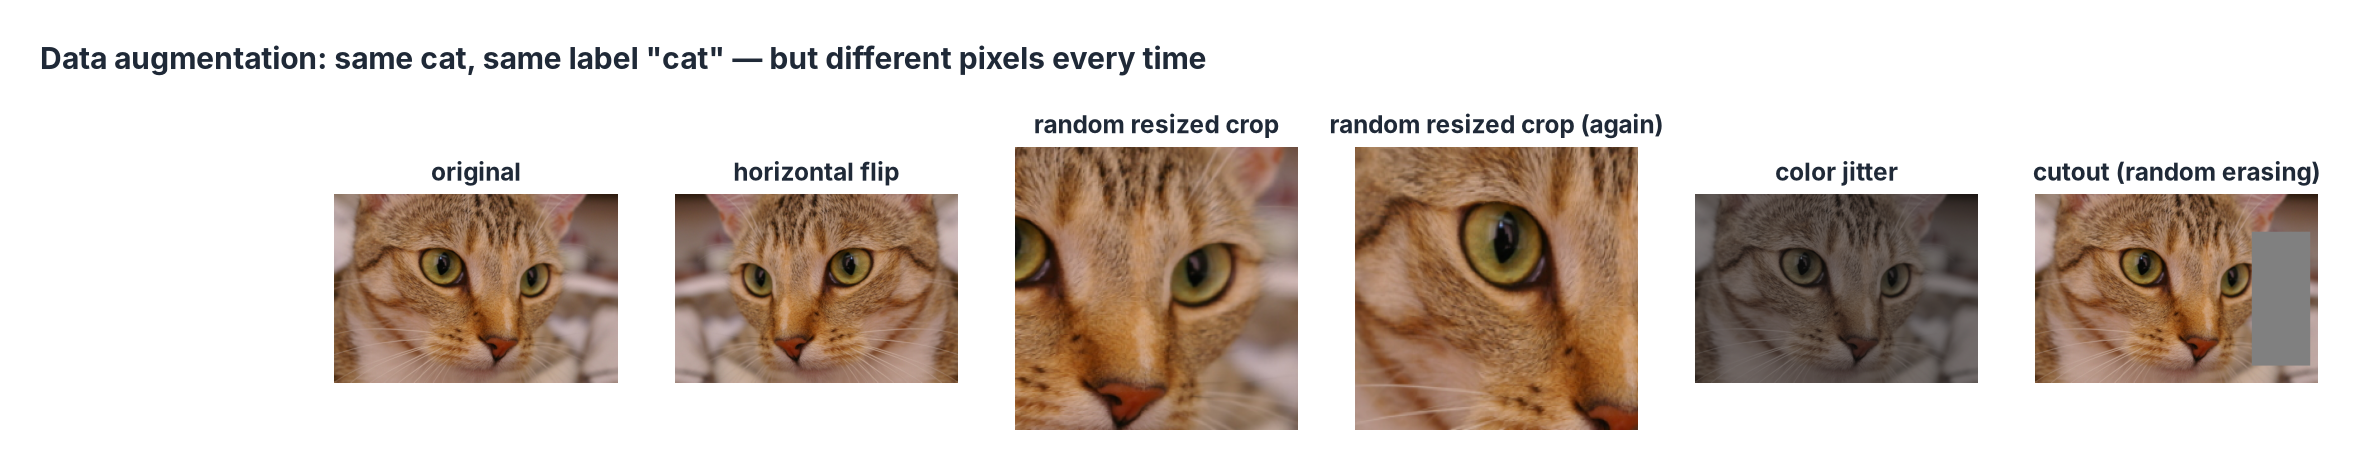 Data augmentation: same cat, same label "cat" — but different pixels every time
original
horizontal flip
random resized crop
random resized crop (again)
color jitter
cutout (random erasing)